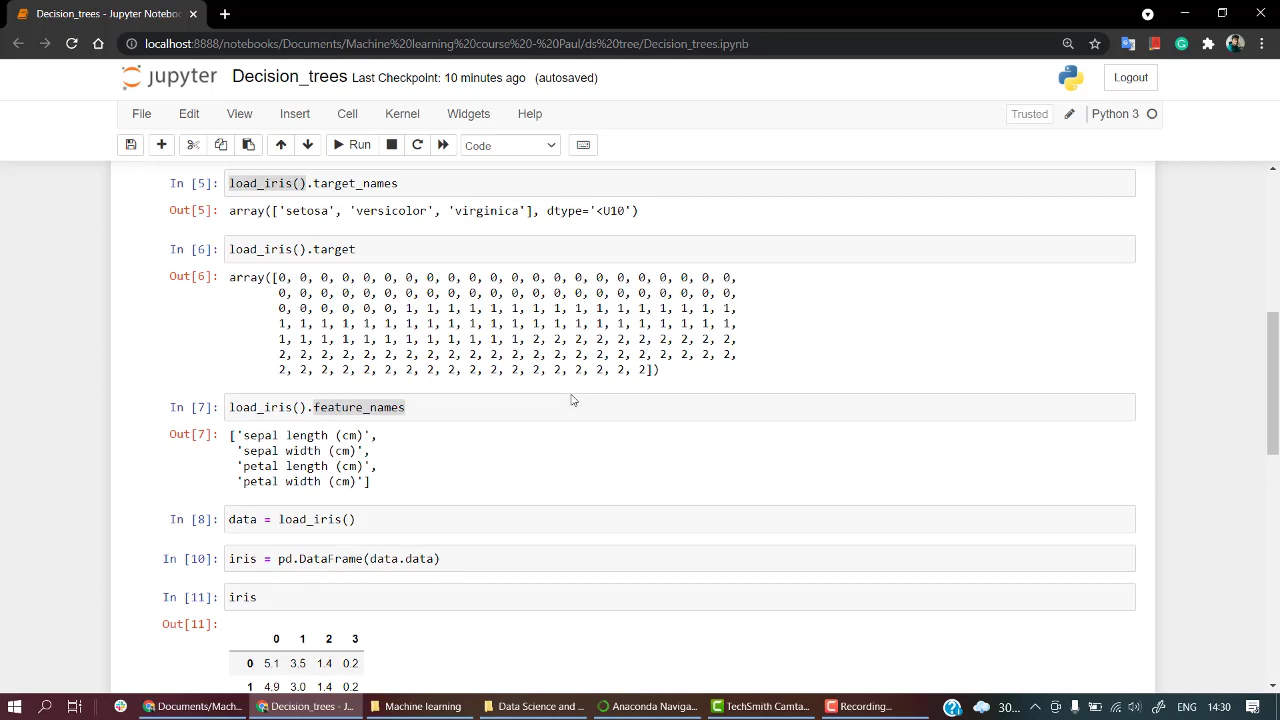 Decision_trees - Jupyter Noteboo
localhost:8888/notebooks/Documents/Machine%20learning%20course%20-%20Paul/ds%20tree/Decision_trees.ipynb
jupyter Decision_trees Last Checkpoint: 10 minutes ago (autosaved) Logout
File Edit View Insert Cell Kernel Widgets Help Trusted Python 3
Run Code
In [5]: load_iris().target_names
Out[5]: array(['setosa', 'versicolor', 'virginica'], dtype='<U10')
In [6]: load_iris().target
Out[6]: array([0, 0, 0, 0, 0, 0, 0, 0, 0, 0, 0, 0, 0, 0, 0, 0, 0, 0, 0, 0, 0, 0,
0, 0, 0, 0, 0, 0, 0, 0, 0, 0, 0, 0, 0, 0, 0, 0, 0, 0, 0, 0, 0, 0,
0, 0, 0, 0, 0, 0, 1, 1, 1, 1, 1, 1, 1, 1, 1, 1, 1, 1, 1, 1, 1, 1,
1, 1, 1, 1, 1, 1, 1, 1, 1, 1, 1, 1, 1, 1, 1, 1, 1, 1, 1, 1, 1, 1,
1, 1, 1, 1, 1, 1, 1, 1, 1, 1, 1, 1, 2, 2, 2, 2, 2, 2, 2, 2, 2, 2,
2, 2, 2, 2, 2, 2, 2, 2, 2, 2, 2, 2, 2, 2, 2, 2, 2, 2, 2, 2, 2, 2,
2, 2, 2, 2, 2, 2, 2, 2, 2, 2, 2, 2, 2, 2, 2, 2, 2, 2])
In [7]: load_iris().feature_names
Out[7]: ['sepal length (cm)',
'sepal width (cm)',
'petal length (cm)',
'petal width (cm)']
In [8]: data = load_iris()
In [10]: iris = pd.DataFrame(data.data)
In [11]: iris
Out[11]:
0 1 2 3
0 5.1 3.5 1.4 0.2
1 4.9 3.0 1.4 0.2
Documents/Mach... Decision_trees - J... Machine learning Data Science and ... Anaconda Naviga... TechSmith Camta... Recording... 30... ENG 14:30